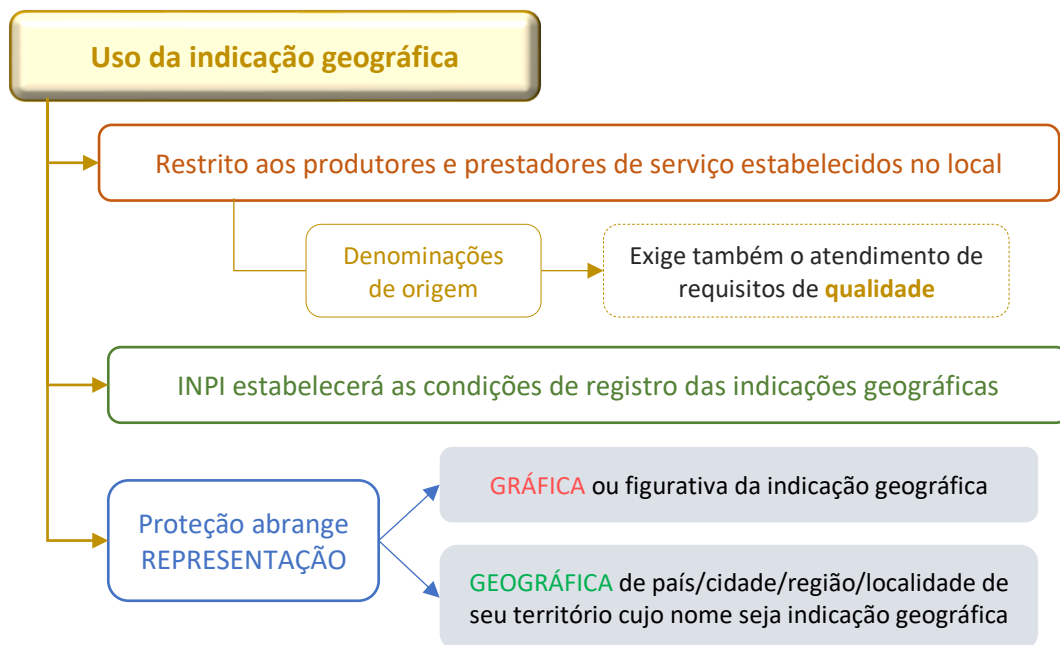 Uso da indicação geográfica
Restrito aos produtores e prestadores de serviço estabelecidos no local
Denominações
de origem
Exige também o atendimento de
requisitos de qualidade
INPI estabelecerá as condições de registro das indicações geográficas
Proteção abrange
REPRESENTAÇÃO
GRÁFICA ou figurativa da indicação geográfica
GEOGRÁFICA de país/cidade/região/localidade de
seu território cujo nome seja indicação geográfica